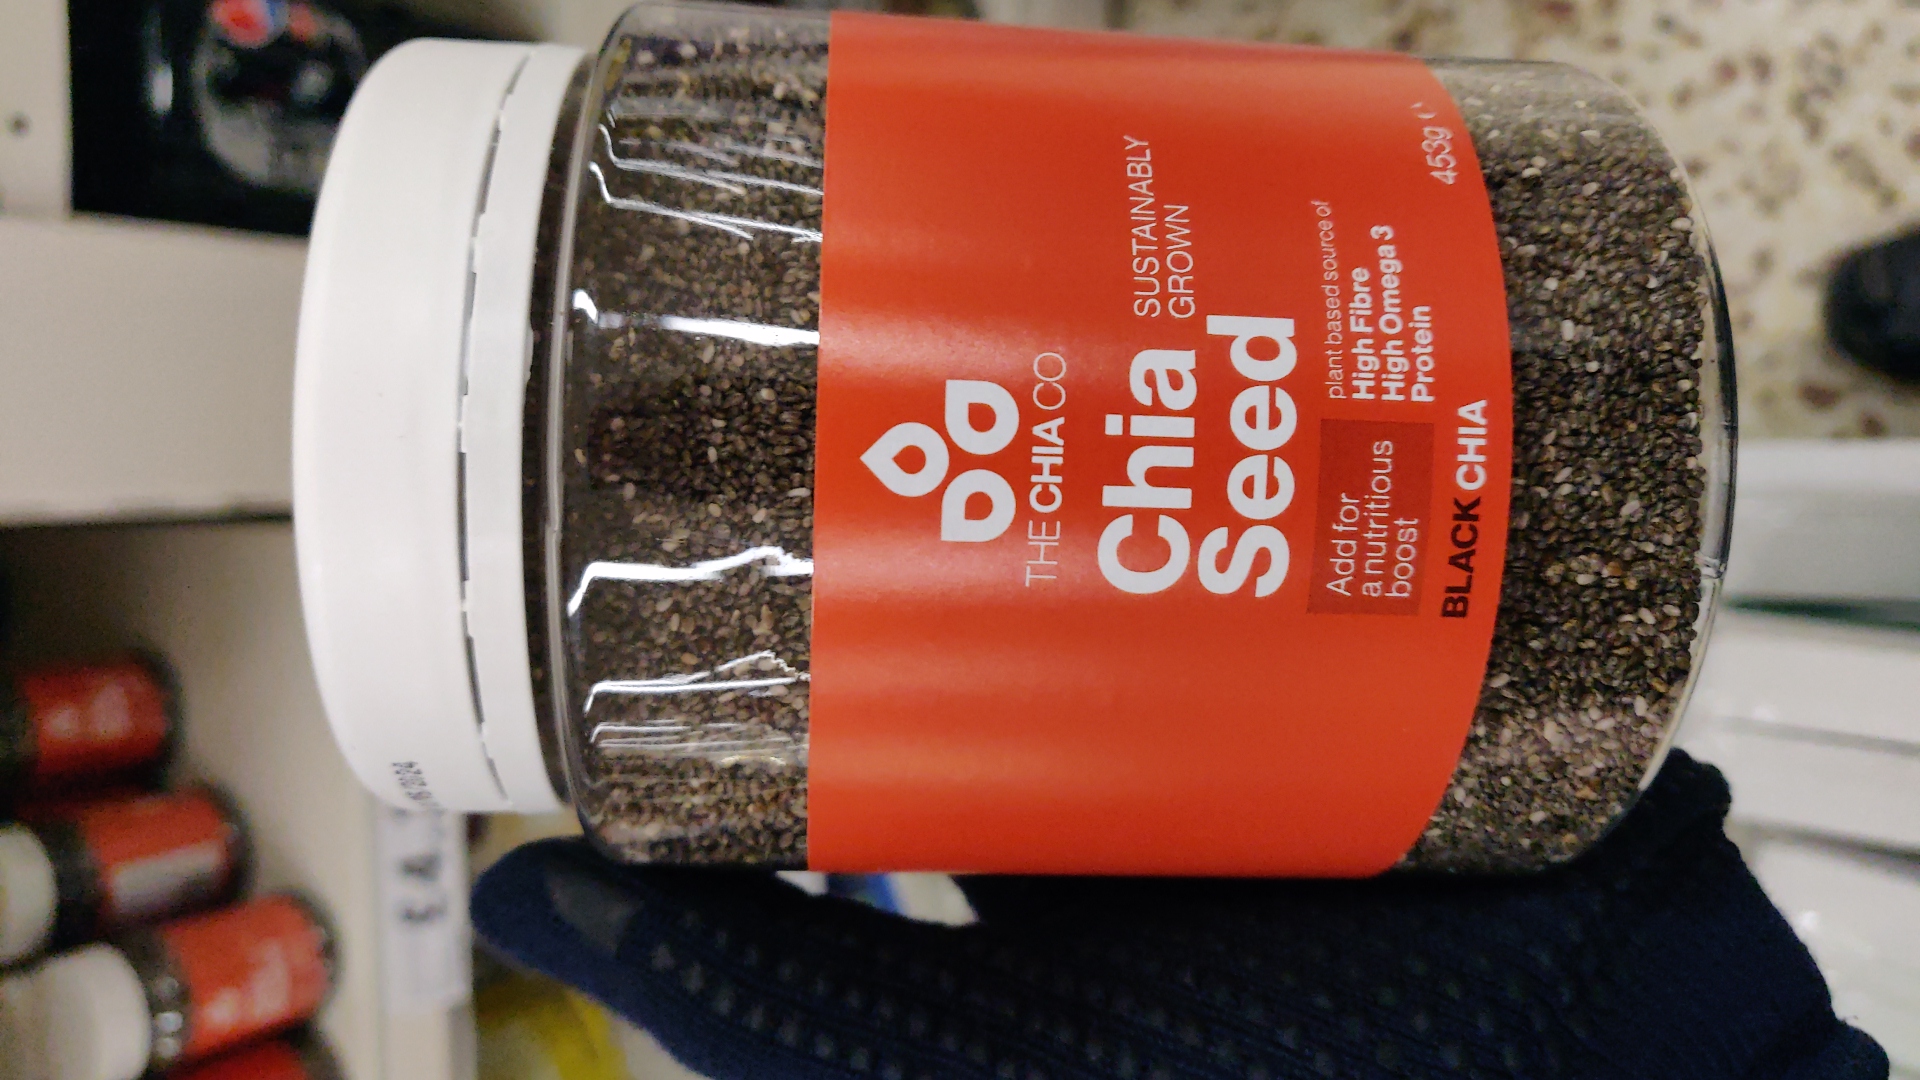 THE CHIA CO
Chia
Seed
SUSTAINABLY
GROWN
Add for
a nutritious
boost
plant based source of
High Fibre
High Omega 3
Protein
BLACK CHIA
453g